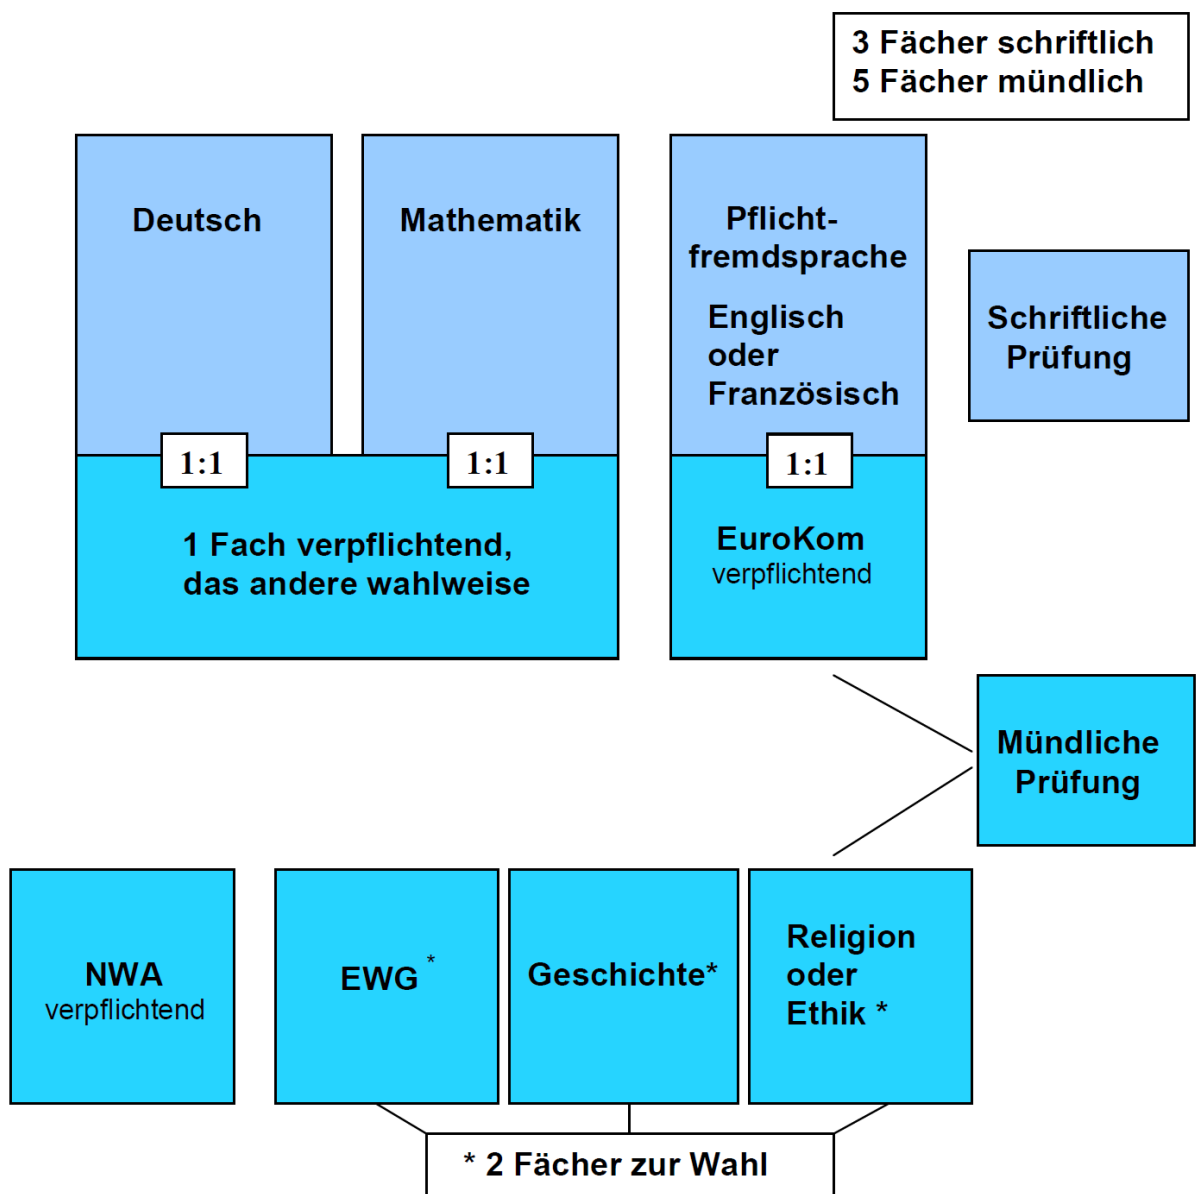 3 Fächer schriftlich
5 Fächer mündlich
Deutsch
Mathematik
Pflicht-
fremdsprache
Englisch
oder
Französisch
Schriftliche
Prüfung
1:1
1:1
1:1
1 Fach verpflichtend,
das andere wahlweise
EuroKom
verpflichtend
Mündliche
Prüfung
NWA
verpflichtend
EWG *
Geschichte*
Religion
oder
Ethik *
* 2 Fächer zur Wahl